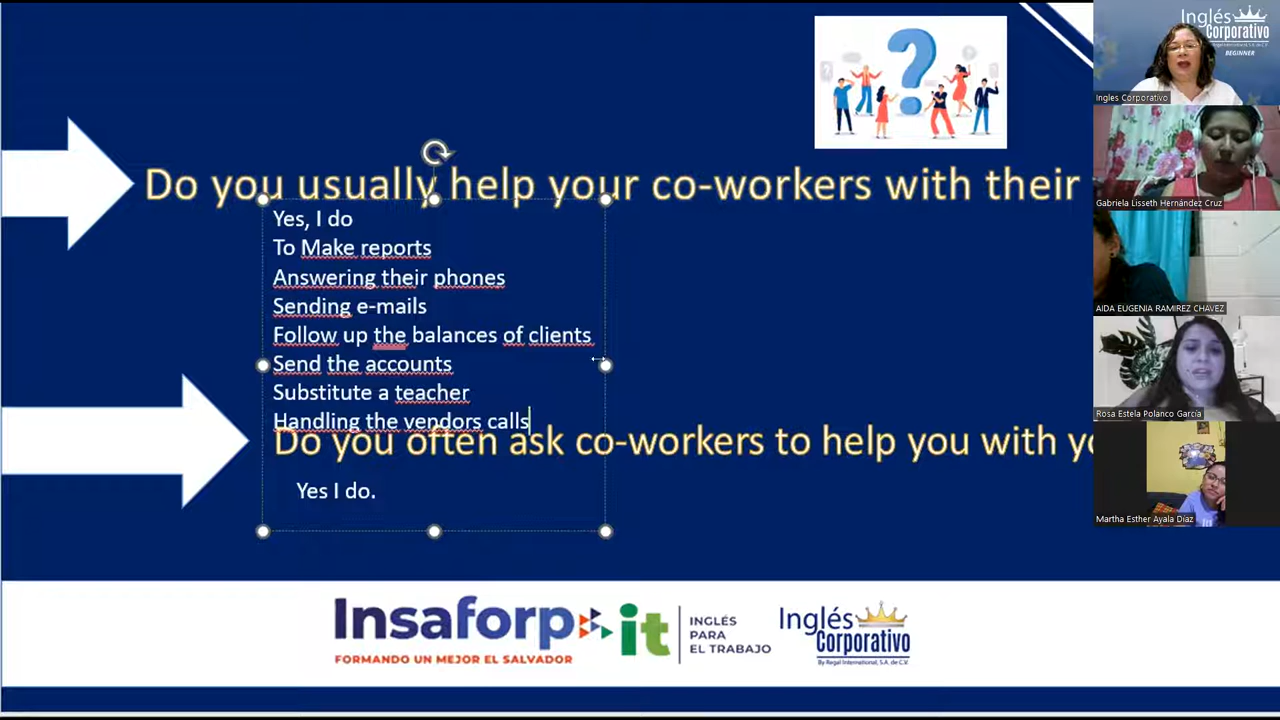 Do you usually help your co-workers with their
Yes, I do
To Make reports
Answering their phones
Sending e-mails
Follow up the balances of clients
Send the accounts
Substitute a teacher
Handling the vendors calls
Do you often ask co-workers to help you with yo
Yes I do.
Insaforp it
FORMANDO UN MEJOR EL SALVADOR
INGLÉS
PARA
EL TRABAJO
Inglés
Corporativo
By Regal International, S.A. de C.V.
Inglés
Corporativo
BEGINNER
Ingles Corporativo
Gabriela Lisseth Hernández Cruz
AIDA EUGENIA RAMIREZ CHAVEZ
Rosa Estela Polanco García
Martha Esther Ayala Díaz